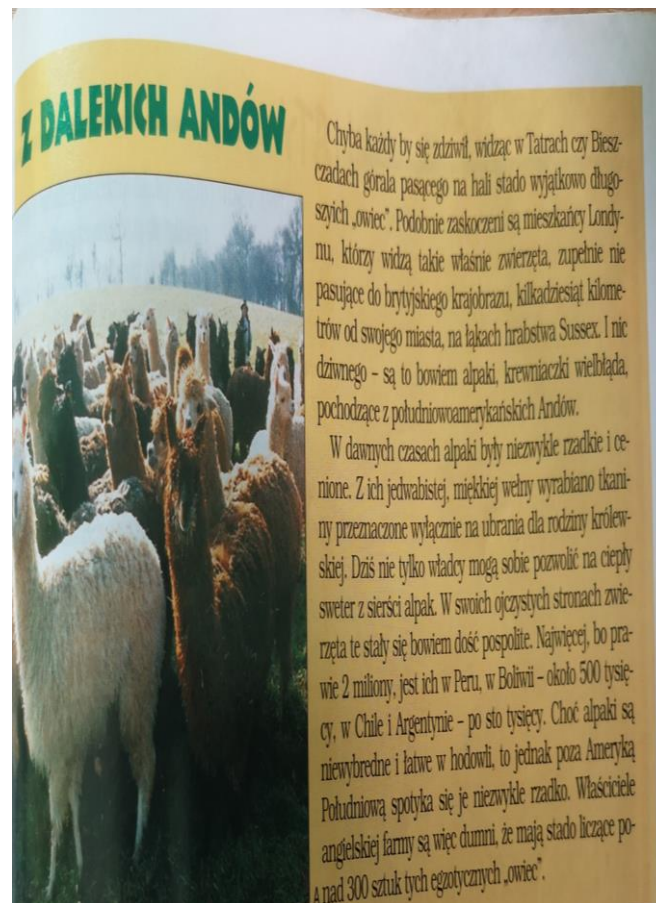 Z DALEKICH ANDÓW
Chyba każdy by się zdziwił, widząc w Tatrach czy Biesz-
czadach górala pasącego na hali stado wyjątkowo długo-
szyich „owiec”. Podobnie zaskoczeni są mieszkańcy Londy-
nu, którzy widzą takie właśnie zwierzęta, zupełnie nie
pasujące do brytyjskiego krajobrazu, kilkadziesiąt kilome-
trów od swojego miasta, na łąkach hrabstwa Sussex. I nic
dziwnego – są to bowiem alpaki, krewniaczki wielbłąda,
pochodzące z południowoamerykańskich Andów.
W dawnych czasach alpaki były niezwykle rzadkie i ce-
nione. Z ich jedwabistej, miękkiej wełny wyrabiano tkani-
ny przeznaczone wyłącznie na ubrania dla rodziny królew-
skiej. Dziś nie tylko władcy mogą sobie pozwolić na ciepły
sweter z sierści alpak. W swoich ojczystych stronach zwie-
rzęta te stały się bowiem dość pospolite. Najwięcej, bo pra-
wie 2 miliony, jest ich w Peru, w Boliwii – około 500 tysię-
cy, w Chile i Argentynie – po sto tysięcy. Choć alpaki są
niewybredne i łatwe w hodowli, to jednak poza Ameryką
Południową spotyka się je niezwykle rzadko. Właściciele
angielskiej farmy są więc dumni, że mają stado liczące po-
nad 300 sztuk tych egzotycznych „owiec”.